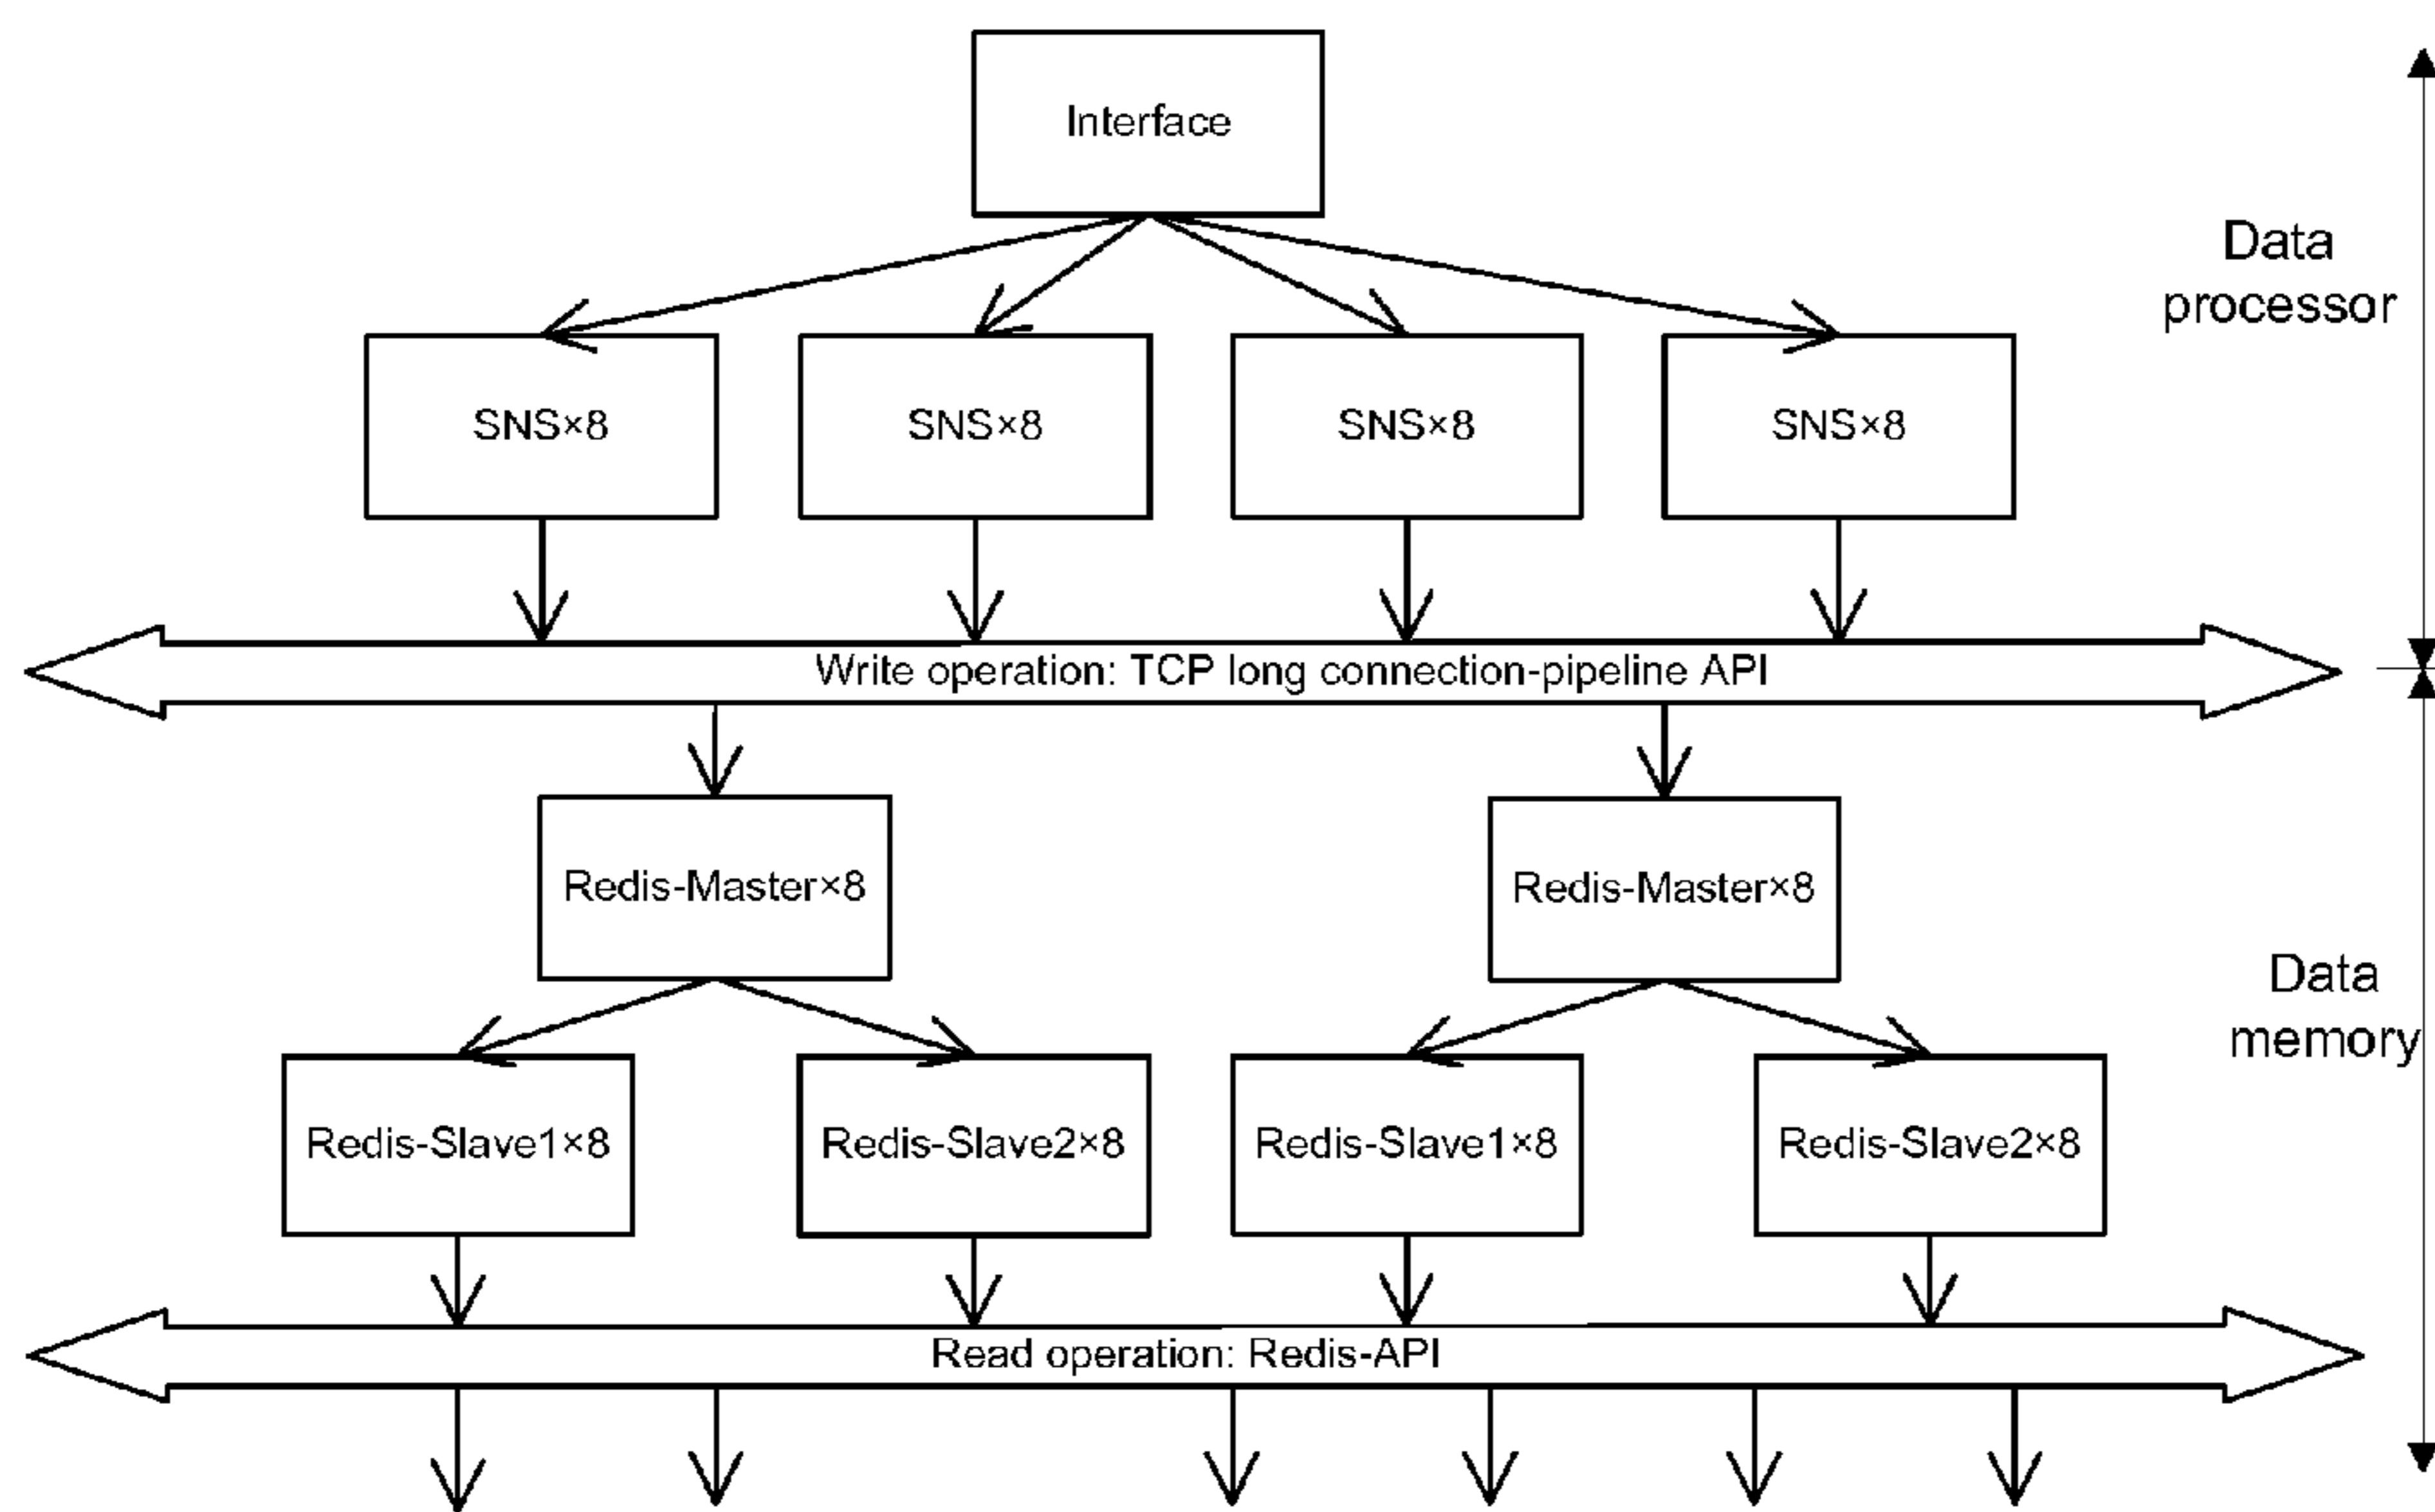 Interface
Data
processor
SNS×8
SNS×8
SNS×8
SNS×8
Write operation: TCP long connection-pipeline API
Redis-Master×8
Redis-Master×8
Data
memory
Redis-Slave1×8
Redis-Slave2×8
Redis-Slave1×8
Redis-Slave2×8
Read operation: Redis-API